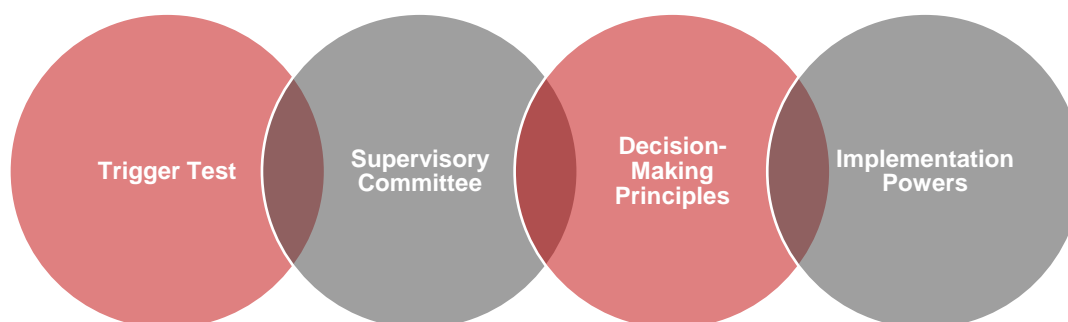 Trigger Test
Supervisory
Committee
Decision-
Making
Principles
Implementation
Powers